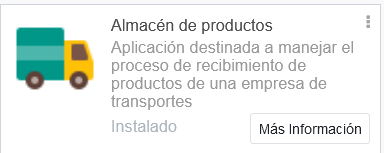 Almacén de productos
Aplicación destinada a manejar el
proceso de recibimiento de
productos de una empresa de
transportes
Instalado
Más Información